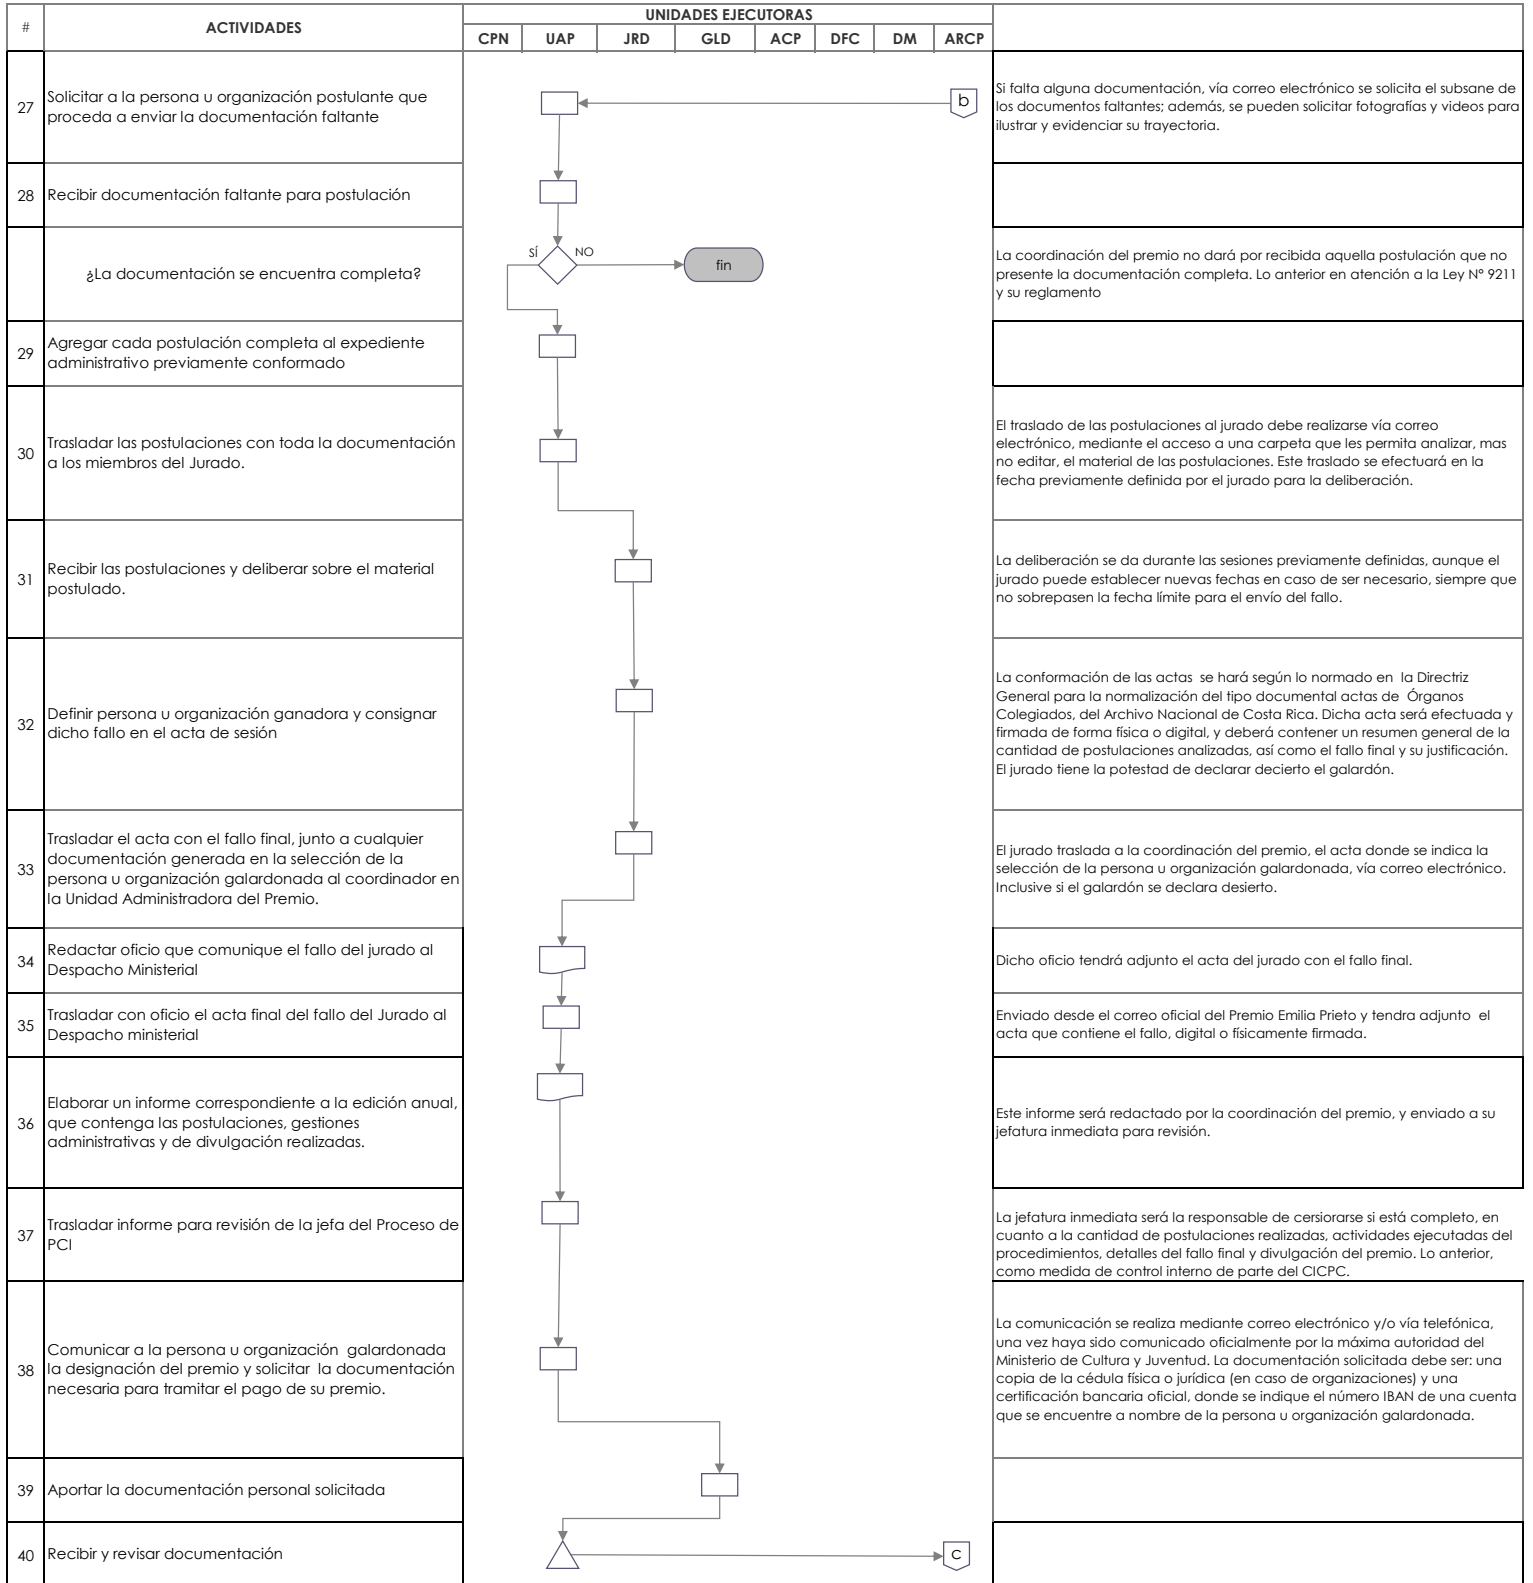 #
ACTIVIDADES
UNIDADES EJECUTORAS
CPN UAP JRD GLD ACP DFC DM ARCP
27
Solicitar a la persona u organización postulante que
proceda a enviar la documentación faltante
b
Si falta alguna documentación, vía correo electrónico se solicita el subsane de
los documentos faltantes; además, se pueden solicitar fotografías y videos para
ilustrar y evidenciar su trayectoria.
28
Recibir documentación faltante para postulación
¿La documentación se encuentra completa?
SÍ
NO
fin
La coordinación del premio no dará por recibida aquella postulación que no
presente la documentación completa. Lo anterior en atención a la Ley Nº 9211
y su reglamento
29
Agregar cada postulación completa al expediente
administrativo previamente conformado
30
Trasladar las postulaciones con toda la documentación
a los miembros del Jurado.
El traslado de las postulaciones al jurado debe realizarse vía correo
electrónico, mediante el acceso a una carpeta que les permita analizar, mas
no editar, el material de las postulaciones. Este traslado se efectuará en la
fecha previamente definida por el jurado para la deliberación.
31
Recibir las postulaciones y deliberar sobre el material
postulado.
La deliberación se da durante las sesiones previamente definidas, aunque el
jurado puede establecer nuevas fechas en caso de ser necesario, siempre que
no sobrepasen la fecha límite para el envío del fallo.
32
Definir persona u organización ganadora y consignar
dicho fallo en el acta de sesión
La conformación de las actas se hará según lo normado en la Directriz
General para la normalización del tipo documental actas de Órganos
Colegiados, del Archivo Nacional de Costa Rica. Dicha acta será efectuada y
firmada de forma física o digital, y deberá contener un resumen general de la
cantidad de postulaciones analizadas, así como el fallo final y su justificación.
El jurado tiene la potestad de declarar decierto el galardón.
33
Trasladar el acta con el fallo final, junto a cualquier
documentación generada en la selección de la
persona u organización galardonada al coordinador en
la Unidad Administradora del Premio.
El jurado traslada a la coordinación del premio, el acta donde se indica la
selección de la persona u organización galardonada, vía correo electrónico.
Inclusive si el galardón se declara desierto.
34
Redactar oficio que comunique el fallo del jurado al
Despacho Ministerial
Dicho oficio tendrá adjunto el acta del jurado con el fallo final.
35
Trasladar con oficio el acta final del fallo del Jurado al
Despacho ministerial
Enviado desde el correo oficial del Premio Emilia Prieto y tendra adjunto el
acta que contiene el fallo, digital o físicamente firmada.
36
Elaborar un informe correspondiente a la edición anual,
que contenga las postulaciones, gestiones
administrativas y de divulgación realizadas.
Este informe será redactado por la coordinación del premio, y enviado a su
jefatura inmediata para revisión.
37
Trasladar informe para revisión de la jefa del Proceso de
PCI
La jefatura inmediata será la responsable de cersiorarse si está completo, en
cuanto a la cantidad de postulaciones realizadas, actividades ejecutadas del
procedimientos, detalles del fallo final y divulgación del premio. Lo anterior,
como medida de control interno de parte del CICPC.
38
Comunicar a la persona u organización galardonada
la designación del premio y solicitar la documentación
necesaria para tramitar el pago de su premio.
La comunicación se realiza mediante correo electrónico y/o vía telefónica,
una vez haya sido comunicado oficialmente por la máxima autoridad del
Ministerio de Cultura y Juventud. La documentación solicitada debe ser: una
copia de la cédula física o jurídica (en caso de organizaciones) y una
certificación bancaria oficial, donde se indique el número IBAN de una cuenta
que se encuentre a nombre de la persona u organización galardonada.
39
Aportar la documentación personal solicitada
40
Recibir y revisar documentación
C